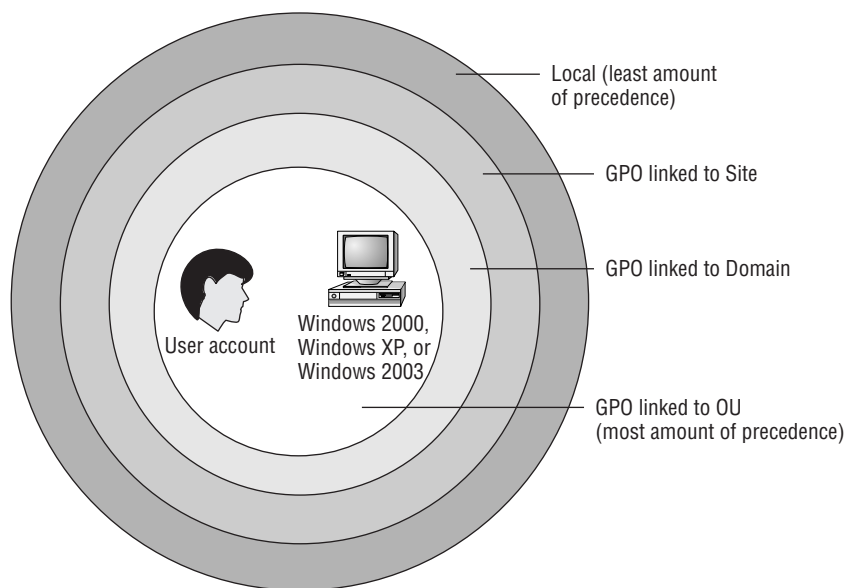 Local (least amount
of precedence)
GPO linked to Site
GPO linked to Domain
User account
Windows 2000,
Windows XP, or
Windows 2003
GPO linked to OU
(most amount of precedence)